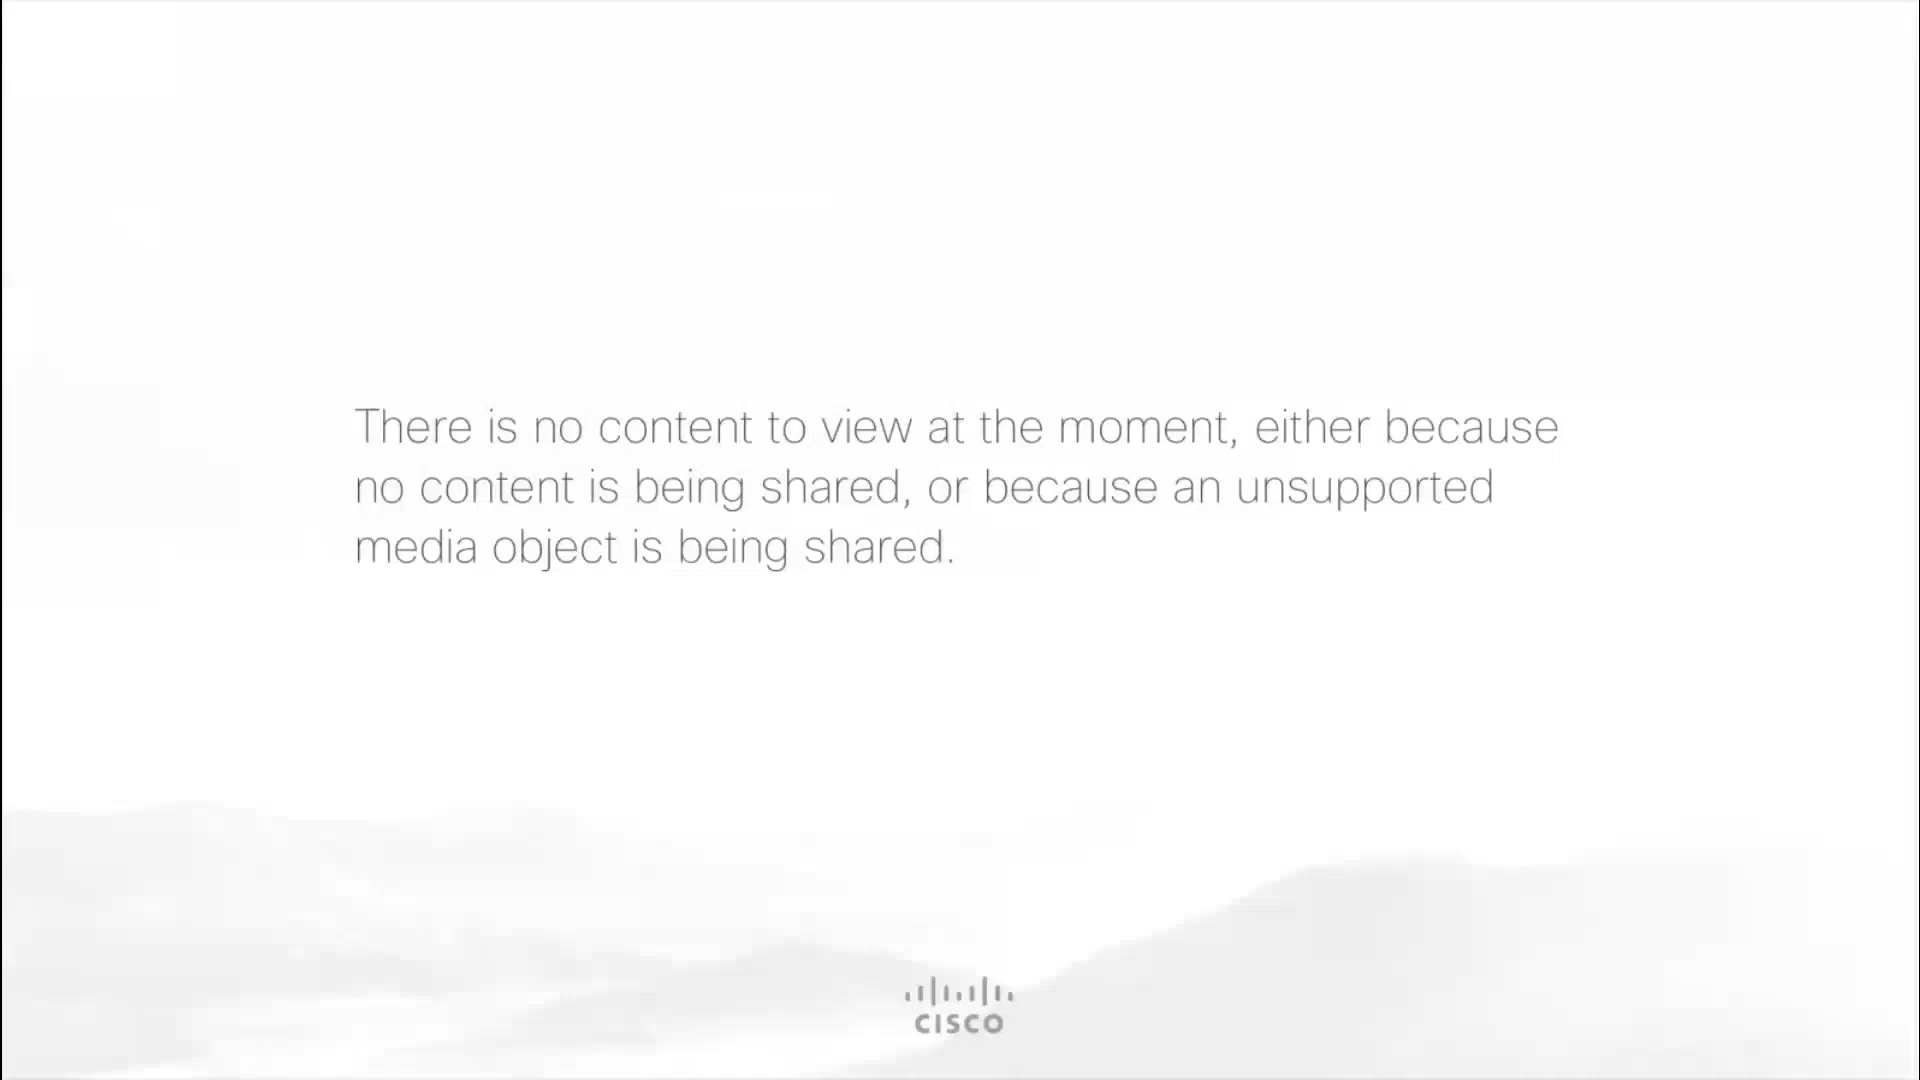 There is no content to view at the moment, either because
no content is being shared, or because an unsupported
media object is being shared.
CISCO